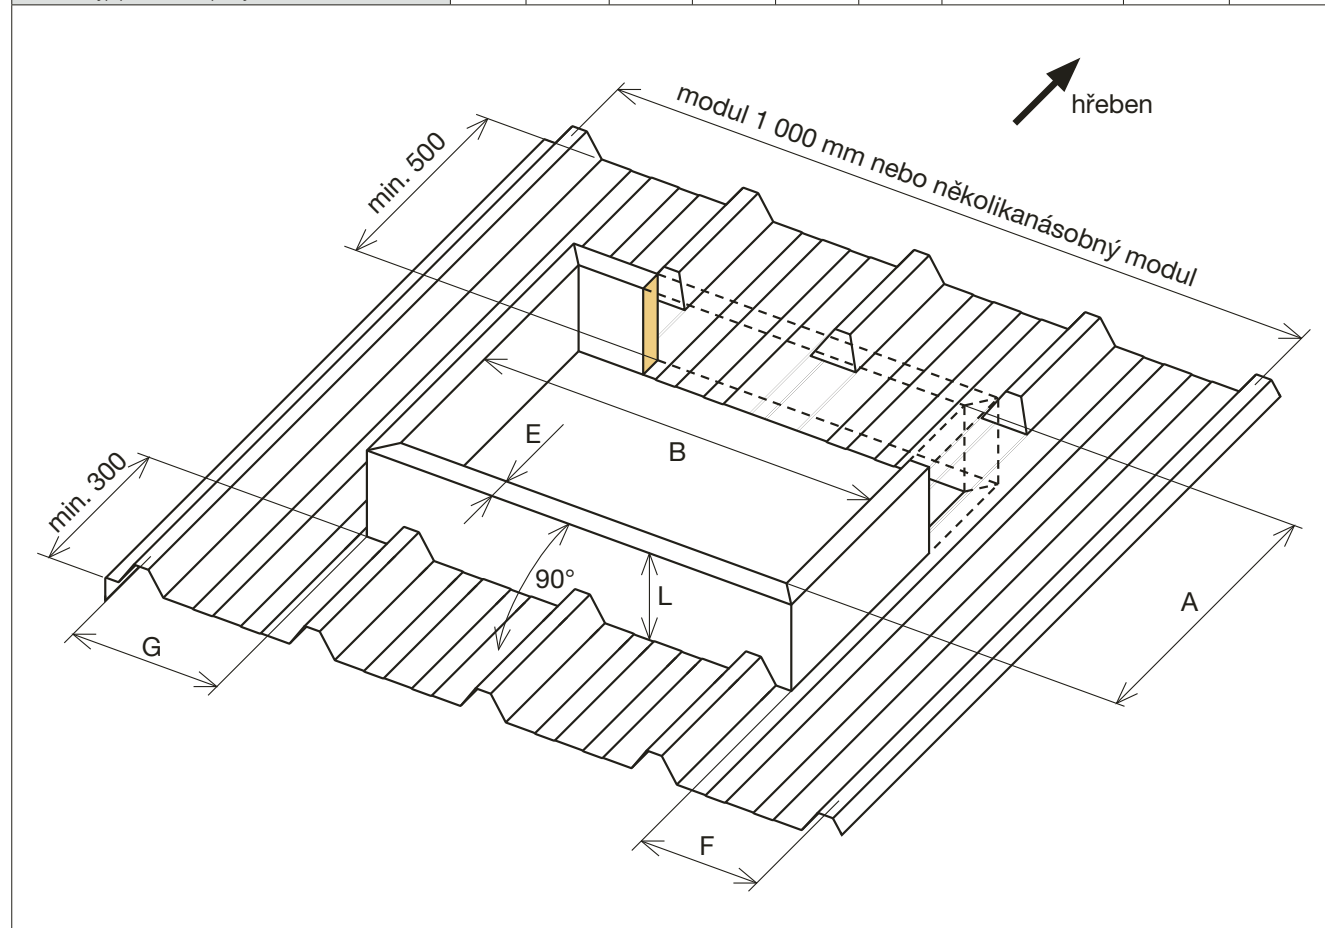 hřeben
modul 1 000 mm nebo několikanásobný modul
min. 500
E
B
min. 300
90°
L
A
G
F